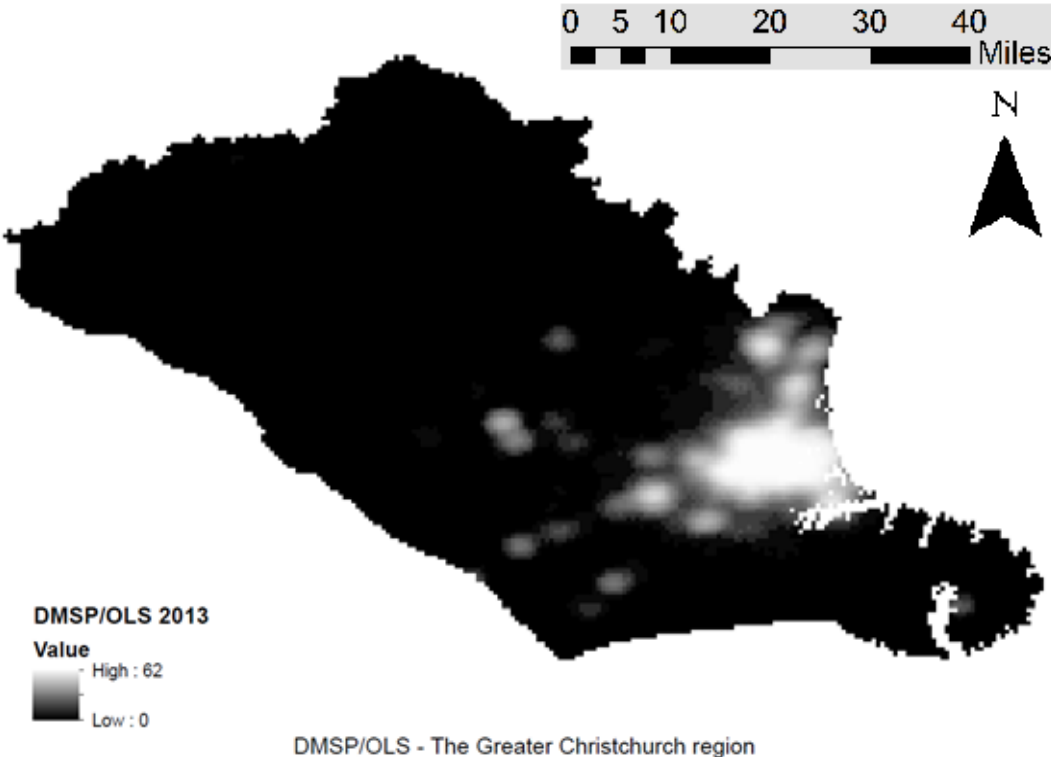 0 5 10 20 30 40
Miles
N
DMSP/OLS 2013
Value
High : 62
Low : 0
DMSP/OLS - The Greater Christchurch region